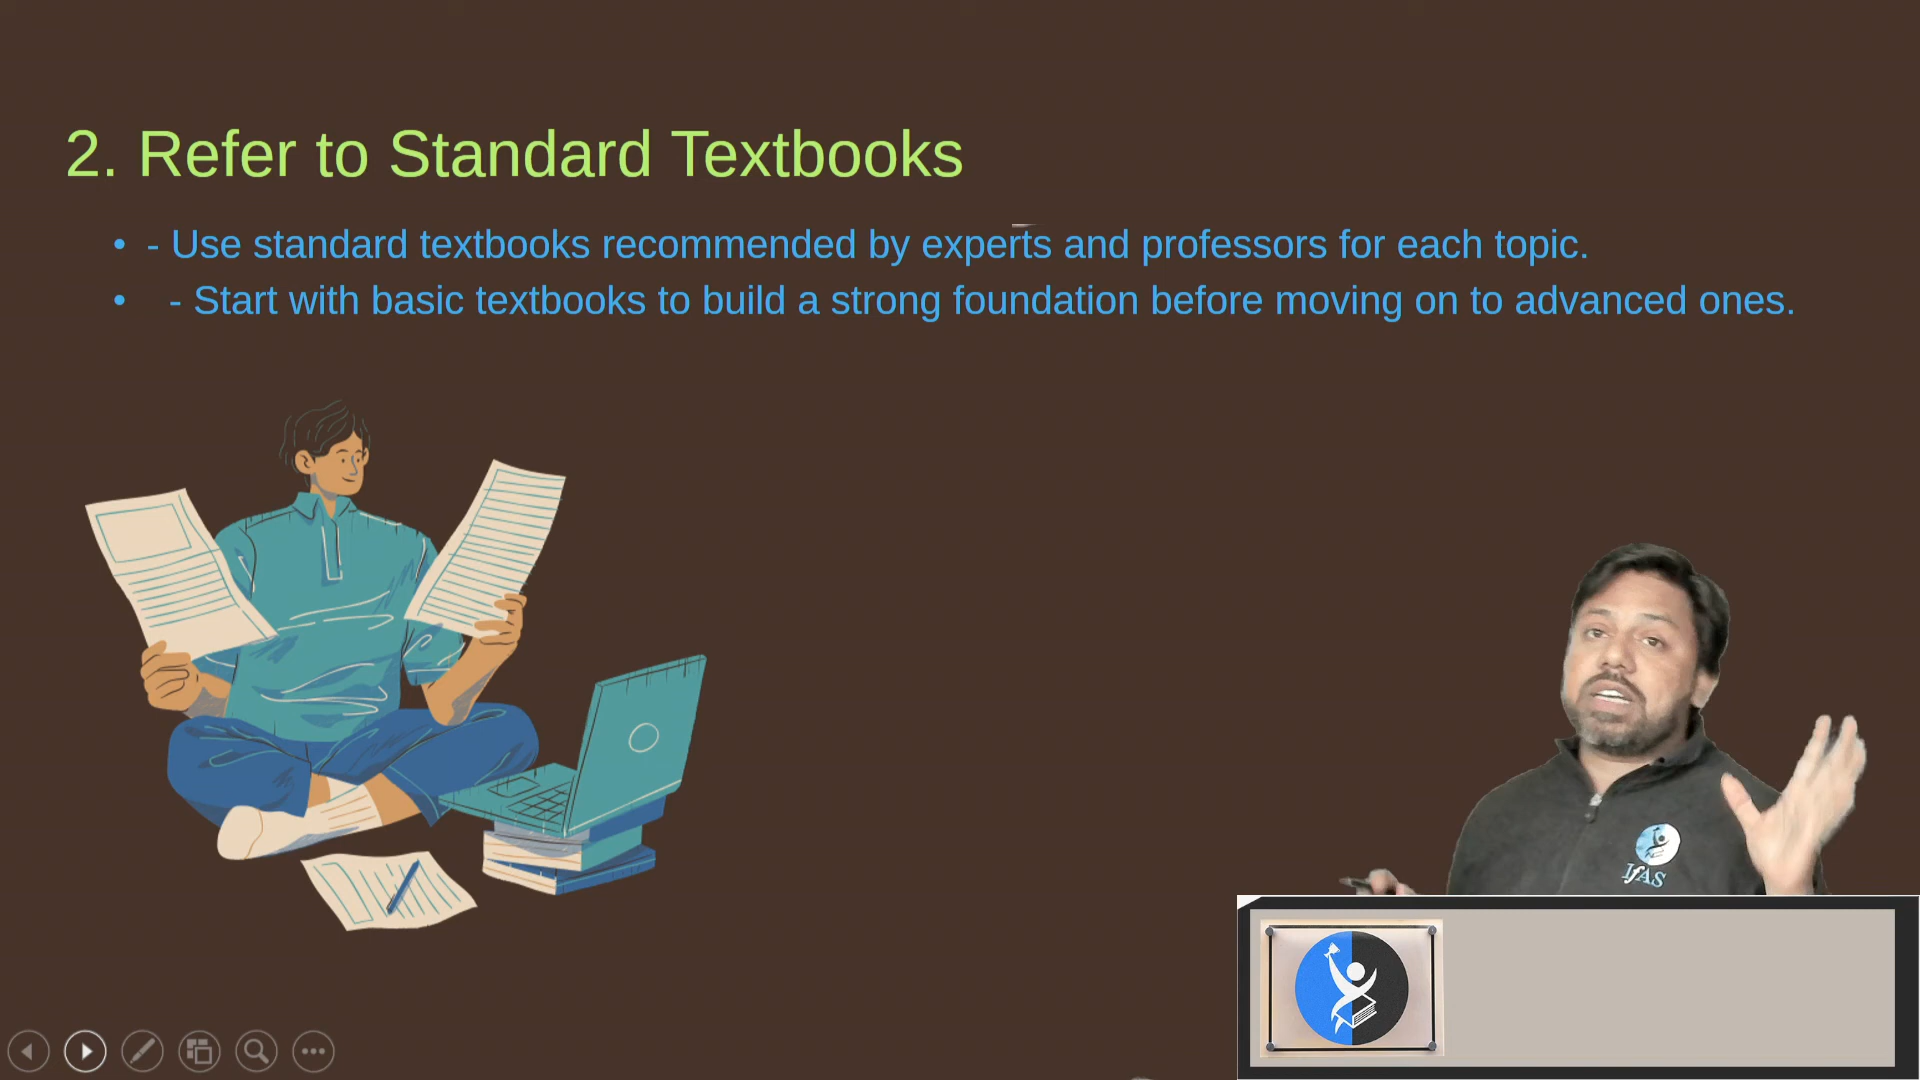 2. Refer to Standard Textbooks
• - Use standard textbooks recommended by experts and professors for each topic.
• - Start with basic textbooks to build a strong foundation before moving on to advanced ones.
IFAS